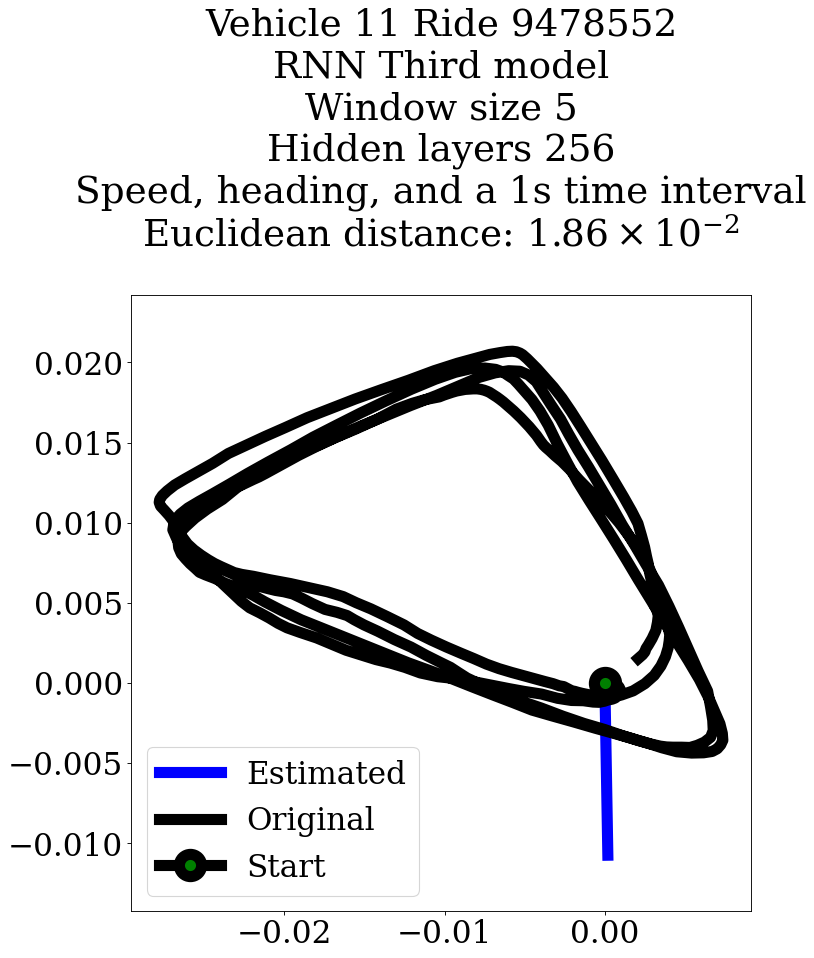 Vehicle 11 Ride 9478552
RNN Third model
Window size 5
Hidden layers 256
Speed, heading, and a 1s time interval
Euclidean distance: 1.86 × 10⁻²
0.020
0.015
0.010
0.005
0.000
−0.005
−0.010
Estimated
Original
Start
−0.02
−0.01
0.00